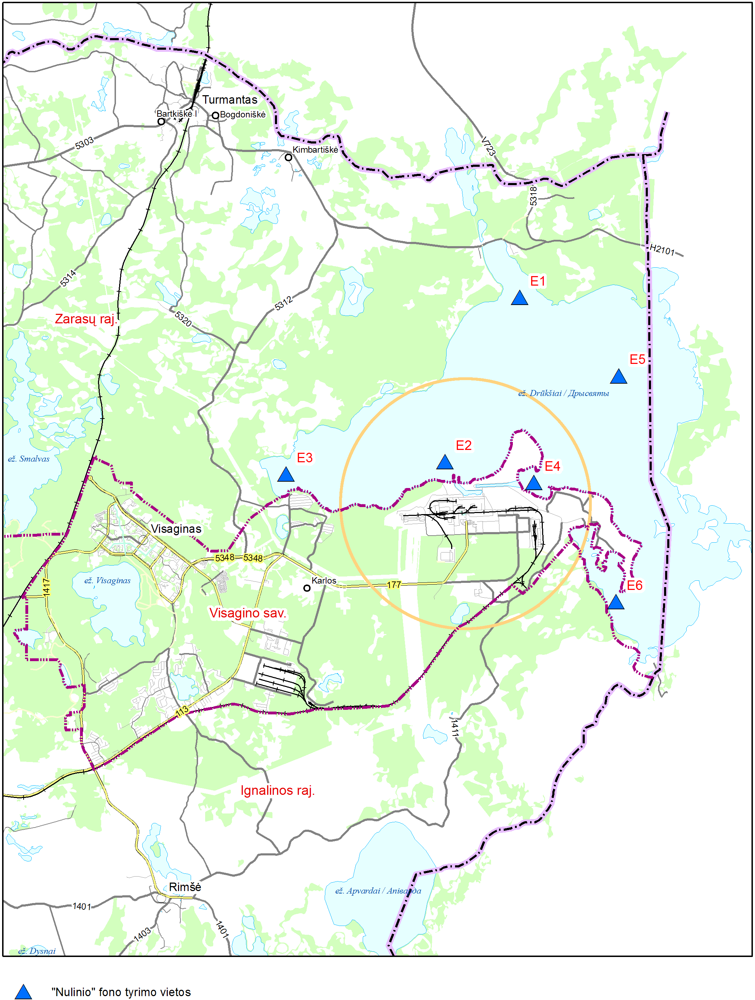 Turmantas
Bartkiškė I
Bogdoniškė
5303
Kimbartiškė
V723
5318
H2101
5314
E1
5312
Zarasų raj.
5320
E5
ež. Drūkšiai / Дрысвяты
E2
ež. Smalvas
E3
E4
Visaginas
5348
5348
ež. Visaginas
1417
Karlos
177
E6
Visagino sav.
113
1411
Ignalinos raj.
Rimšė
ež. Apvardai / Anіварда
1401
1403
1401
ež. Dysnai
"Nulinio" fono tyrimo vietos